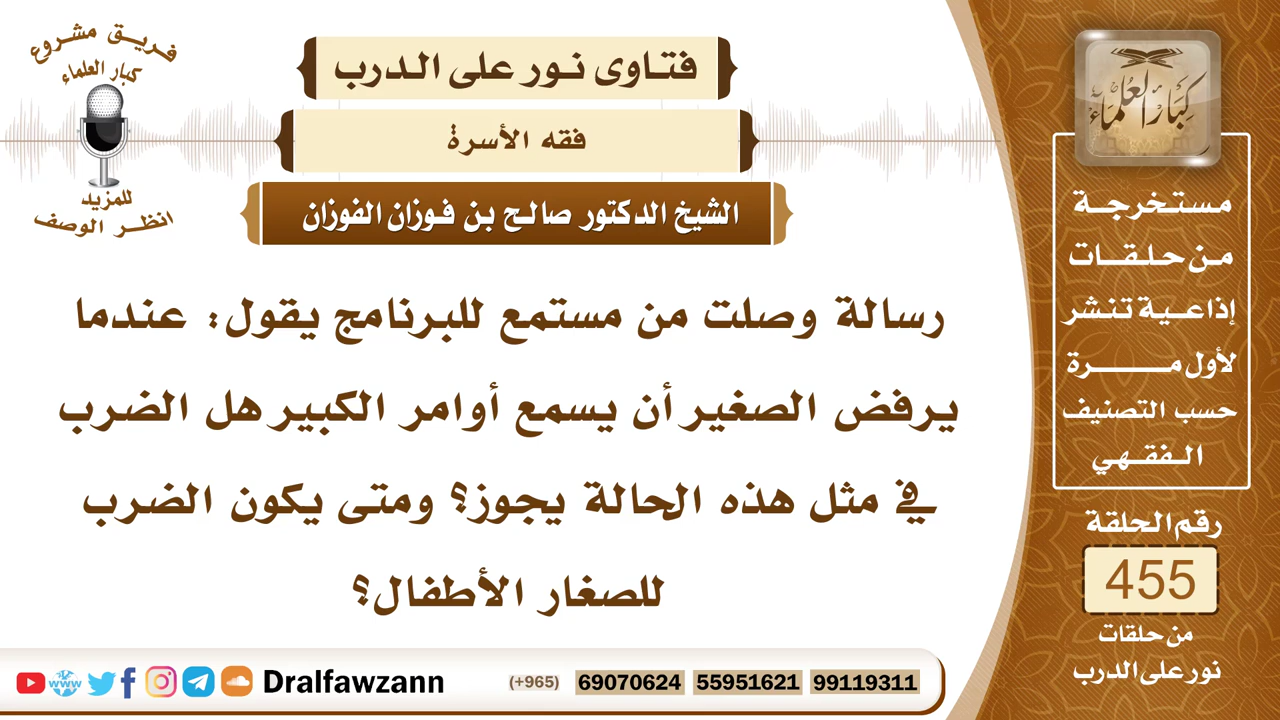 فريق مشروع
كبار العلماء
للمزيد
انظر الوصف
فتاوى نور على الدرب
فقه الأسرة
الشيخ الدكتور صالح بن فوزان الفوزان
رسالة وصلت من مستمع للبرنامج يقول: عندما
يرفض الصغير أن يسمع أوامر الكبير هل الضرب
في مثل هذه الحالة يجوز؟ ومتى يكون الضرب
للصغار الأطفال؟
كبار العلماء
مستخرجة
من حلقات
إذاعية تنشر
لأول مرة
حسب التصنيف
الفقهي
رقم الحلقة
455
من حلقات
نور على الدرب
www Dralfawzann (+965) 69070624 55951621 99119311